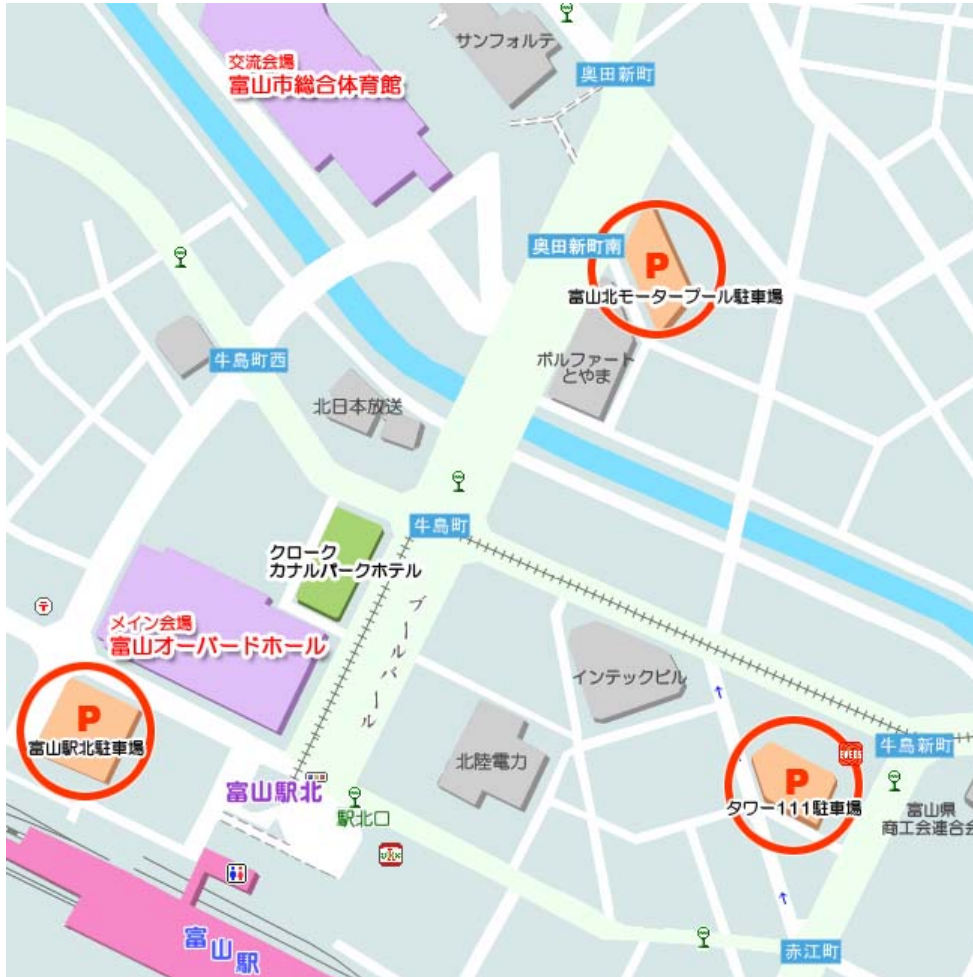 サンフォルテ
交流会場
富山市総合体育館
奥田新町
奥田新町南
P
富山北モータープール駐車場
ボルファート
とやま
牛島町西
北日本放送
牛島町
クローク
カナルパークホテル
ブールバール
メイン会場
富山オーバードホール
インテックビル
P
富山駅北駐車場
北陸電力
牛島新町
ENEOS
P
タワー111駐車場
富山駅北
駅北口
富山県
商工会連合会
富山駅
赤江町